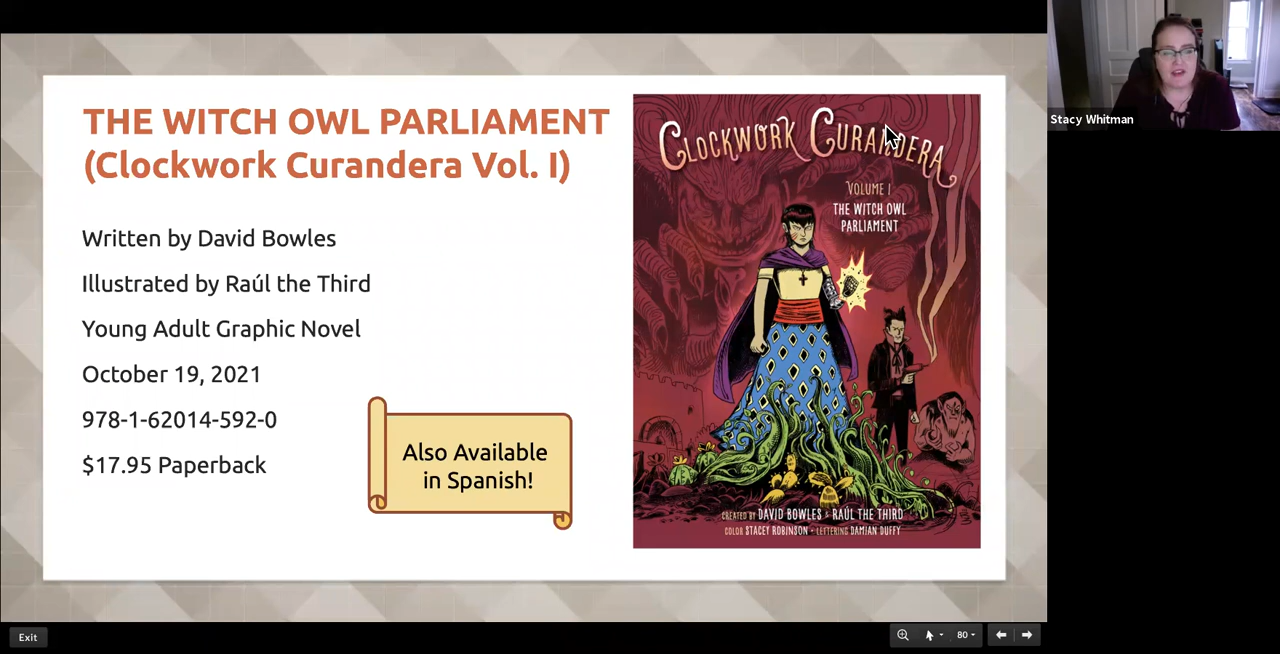 THE WITCH OWL PARLIAMENT
(Clockwork Curandera Vol. I)
Written by David Bowles
Illustrated by Raúl the Third
Young Adult Graphic Novel
October 19, 2021
978-1-62014-592-0
$17.95 Paperback
Also Available
in Spanish!
CLOCKWORK CURANDERA
VOLUME I
THE WITCH OWL
PARLIAMENT
CREATED BY DAVID BOWLES & RAÚL THE THIRD
COLOR STACEY ROBINSON • LETTERING DAMIAN DUFFY
Stacy Whitman
Exit
80